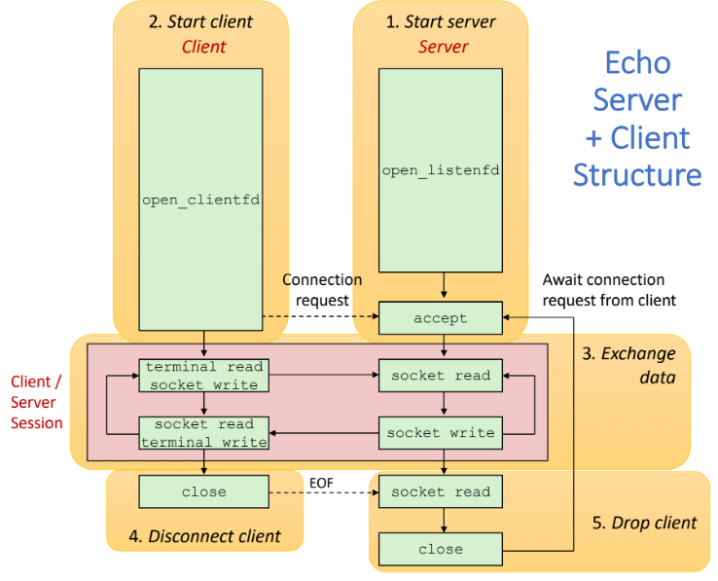 2. Start client
Client
1. Start server
Server
Echo
Server
+ Client
Structure
open_clientfd
open_listenfd
Connection
request
Await connection
request from client
accept
3. Exchange
data
Client /
Server
Session
terminal read
socket write
socket read
socket read
terminal write
socket write
close
EOF
socket read
4. Disconnect client
5. Drop client
close